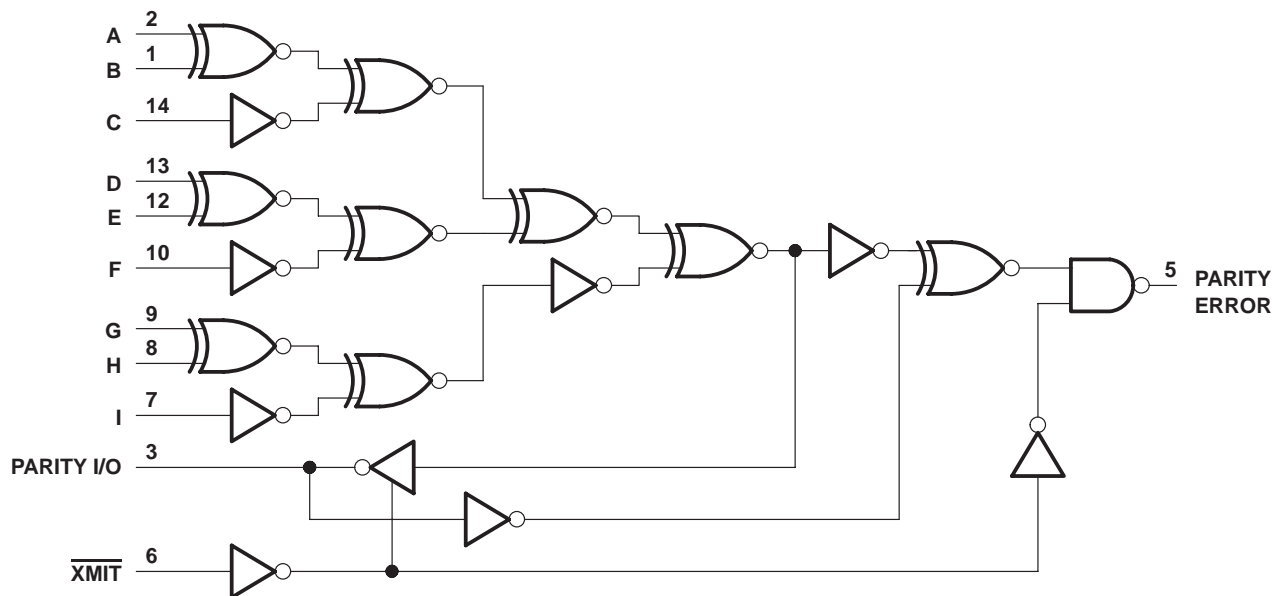 A 2
B 1
C 14
D 13
E 12
F 10
G 9
H 8
I 7
PARITY I/O 3
XMIT 6
5 PARITY
ERROR